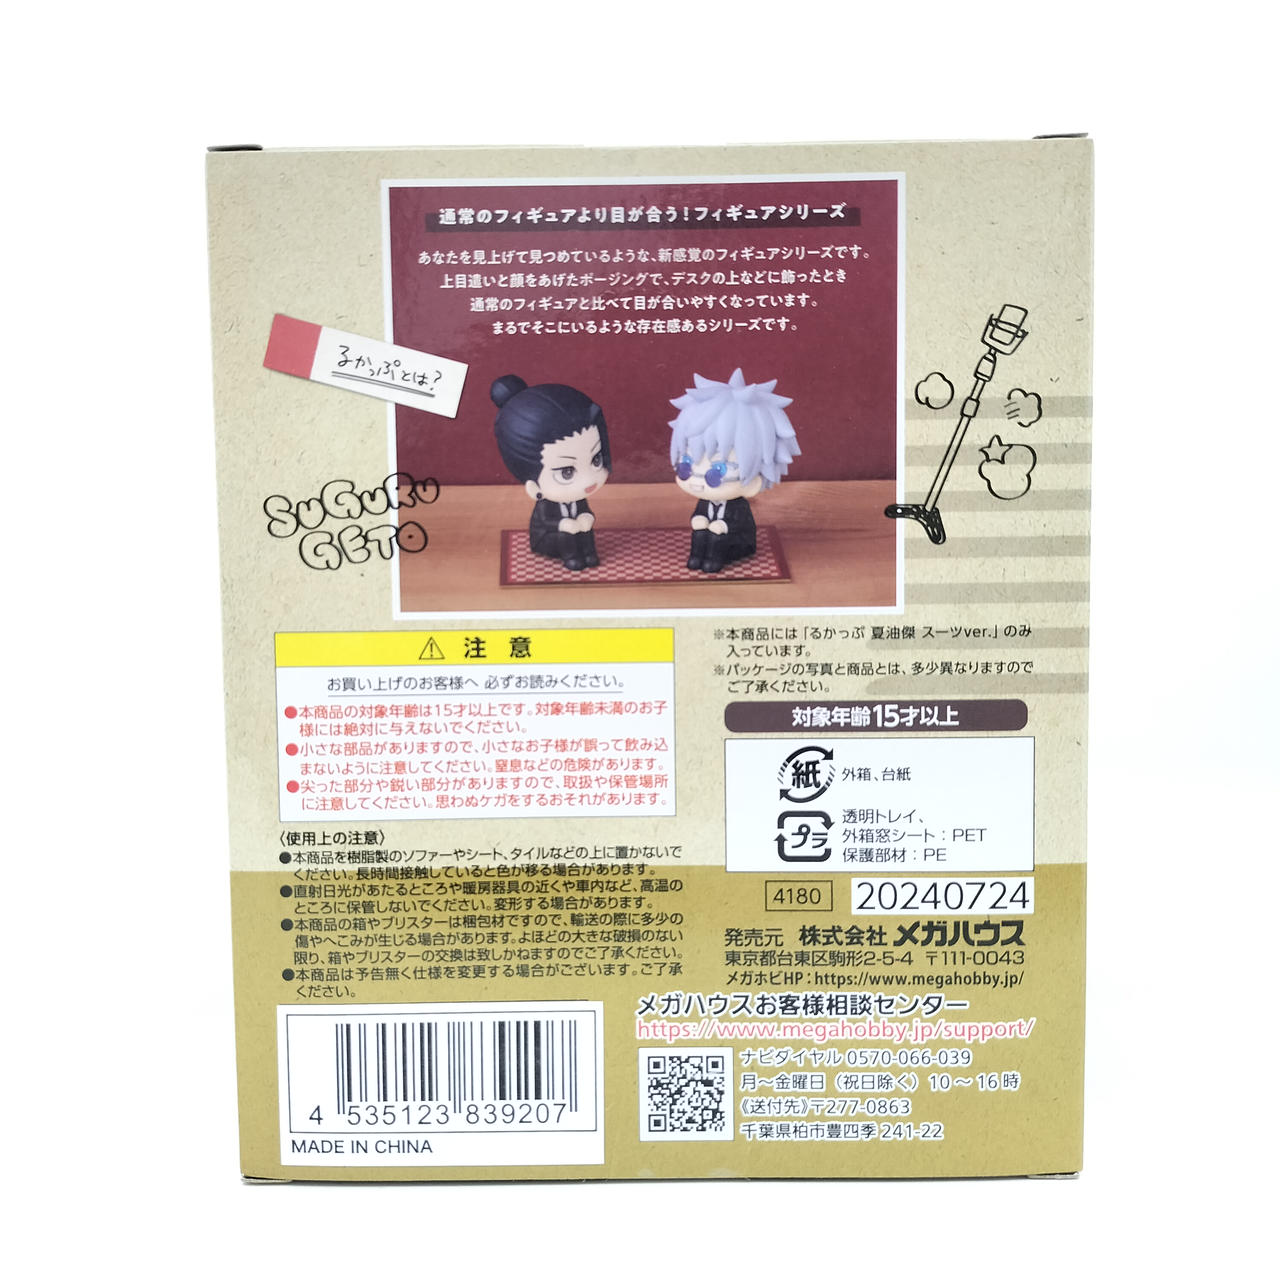 通常のフィギュアより目が合う!フィギュアシリーズ
あなたを見上げて見つめているような、新感覚のフィギュアシリーズです。
上目遣いと顔をあげたポージングで、デスクの上などに飾ったとき
通常のフィギュアと比べて目が合いやすくなっています。
まるでそこにいるような存在感あるシリーズです。
るかっぷとは?
SUGURU
GETO
注意
お買い上げのお客様へ 必ずお読みください。
●本商品の対象年齢は15才以上です。対象年齢未満のお子
様には絶対に与えないでください。
●小さな部品がありますので、小さなお子様が誤って飲み込
まないように注意してください。窒息などの危険があります。
●尖った部分や鋭い部分がありますので、取扱や保管場所
に注意してください。思わぬケガをするおそれがあります。
〈使用上の注意〉
●本商品を樹脂製のソファーやシート、タイルなどの上に置かないで
ください。長時間接触していると色が移る場合があります。
●直射日光があたるところや暖房器具の近くや車内など、高温の
ところに保管しないでください。変形する場合があります。
●本商品の箱やブリスターは梱包材ですので、輸送の際に多少の
傷やへこみが生じる場合があります。よほどの大きな破損のない
限り、箱やブリスターの交換は致しかねますのでご了承ください。
●本商品は予告無く仕様を変更する場合がございます。ご了承
ください。
4 535123 839207
MADE IN CHINA
※本商品には「るかっぷ 夏油傑 スーツver.」のみ
入っています。
※パッケージの写真と商品とは、多少異なりますので
ご了承ください。
対象年齢15才以上
紙 外箱、台紙
プラ 透明トレイ、
外箱窓シート:PET
保護部材:PE
4180 20240724
発売元 株式会社 メガハウス
東京都台東区駒形2-5-4 〒111-0043
メガホビHP:https://www.megahobby.jp/
メガハウスお客様相談センター
https://www.megahobby.jp/support/
ナビダイヤル 0570-066-039
月~金曜日(祝日除く)10~16時
《送付先》〒277-0863
千葉県柏市豊四季 241-22